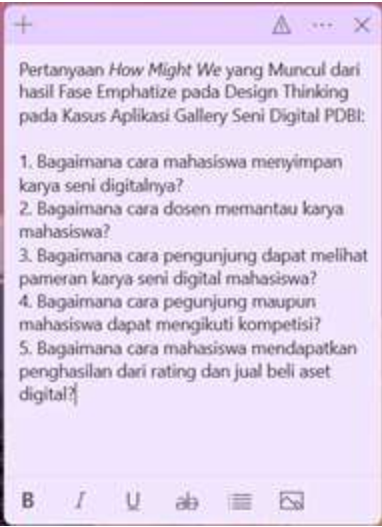 Pertanyaan How Might We yang Muncul dari
hasil Fase Emphatize pada Design Thinking
pada Kasus Aplikasi Gallery Seni Digital PDBI:
1. Bagaimana cara mahasiswa menyimpan
karya seni digitalnya?
2. Bagaimana cara dosen memantau karya
mahasiswa?
3. Bagaimana cara pengunjung dapat melihat
pameran karya seni digital mahasiswa?
4. Bagaimana cara pegunjung maupun
mahasiswa dapat mengikuti kompetisi?
5. Bagaimana cara mahasiswa mendapatkan
penghasilan dari rating dan jual beli aset
digital?
B I U ab